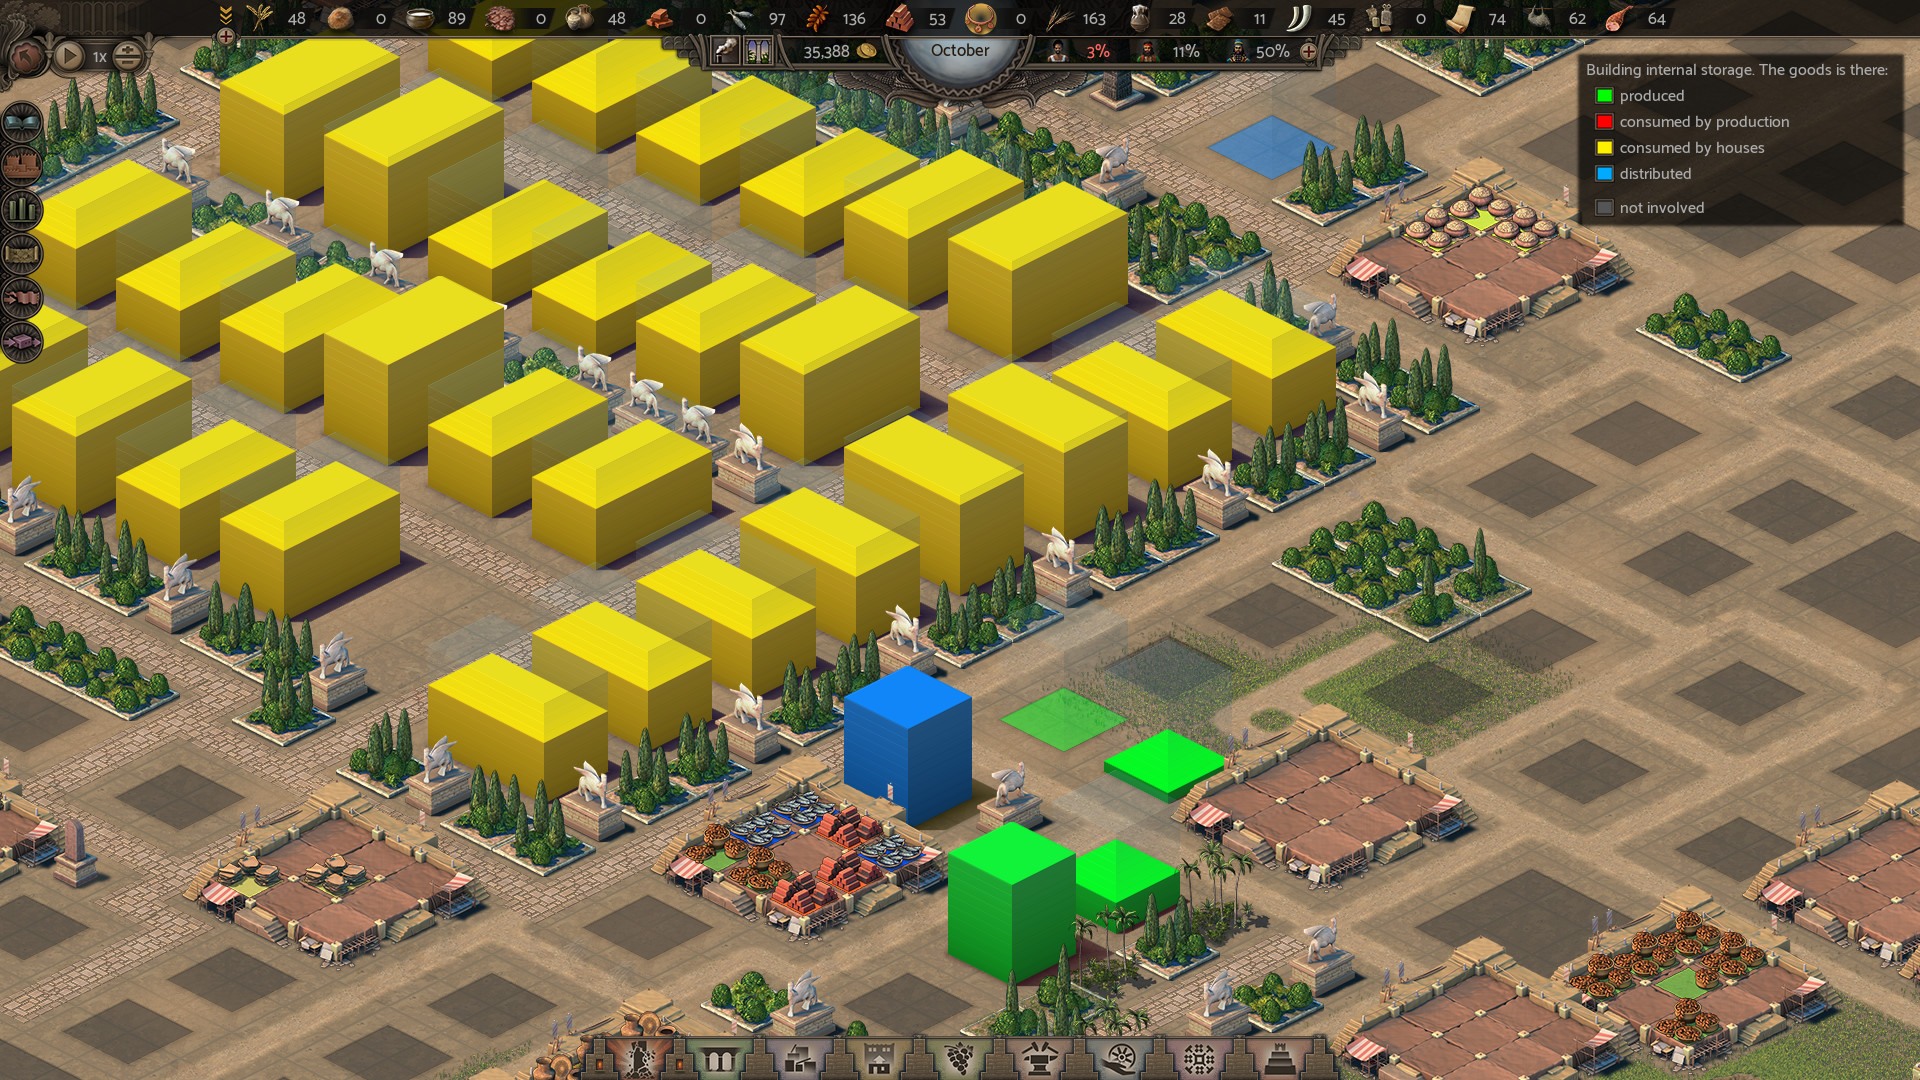 48 0 89 0 48 0 97 136 53 0 163 28 11 45 0 74 62 64
1x 35,388 October 3% 11% 50%
Building internal storage. The goods is there:
produced
consumed by production
consumed by houses
distributed
not involved